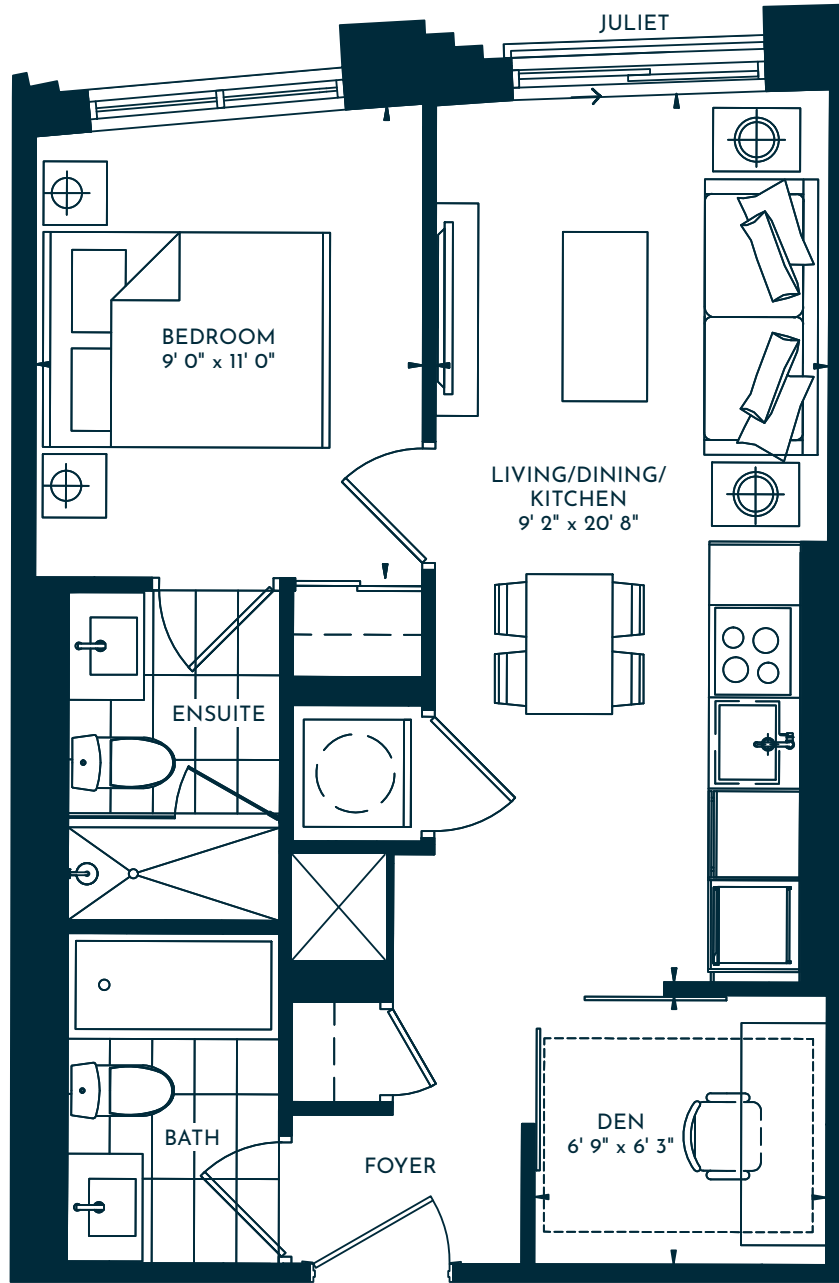 JULIET
BEDROOM
9' 0" x 11' 0"
LIVING/DINING/
KITCHEN
9' 2" x 20' 8"
ENSUITE
BATH
FOYER
DEN
6' 9" x 6' 3"